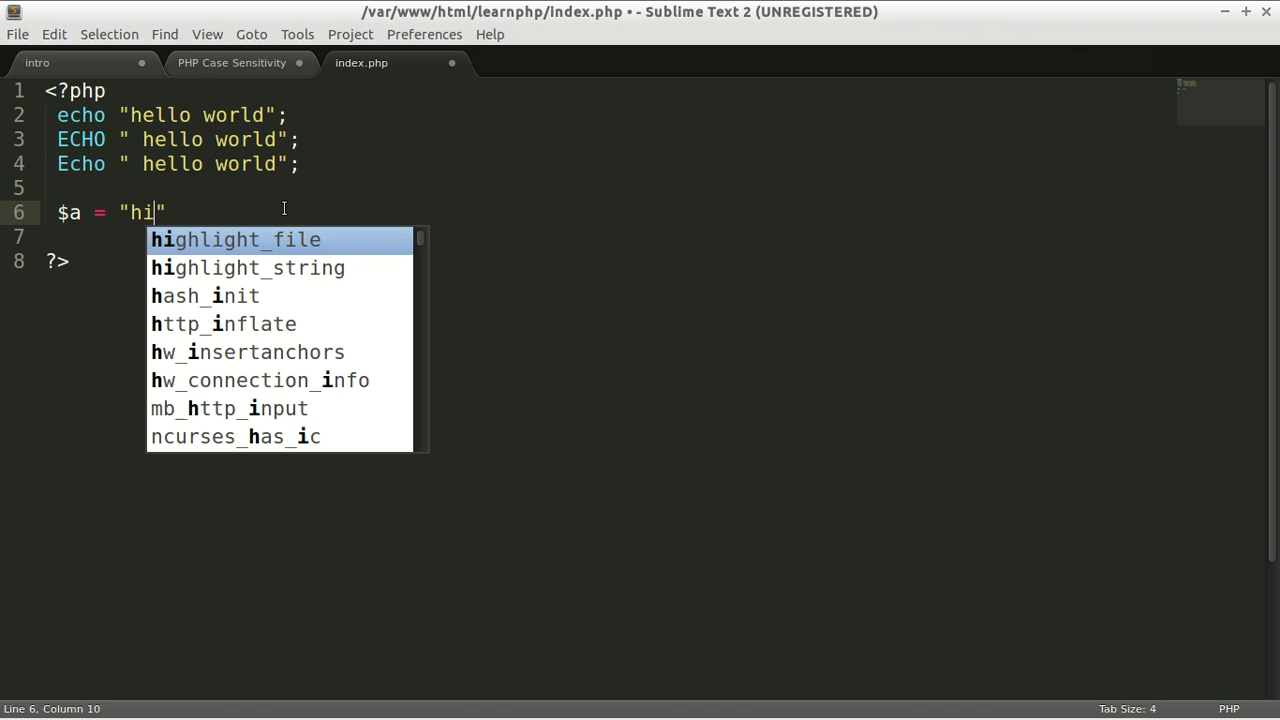 /var/www/html/learnphp/index.php • - Sublime Text 2 (UNREGISTERED)
File Edit Selection Find View Goto Tools Project Preferences Help
intro PHP Case Sensitivity index.php
1 <?php
2 echo "hello world";
3 ECHO " hello world";
4 Echo " hello world";
5
6 $a = "hi"
7
8 ?>
highlight_file
highlight_string
hash_init
http_inflate
hw_insertanchors
hw_connection_info
mb_http_input
ncurses_has_ic
Line 6, Column 10 Tab Size: 4 PHP